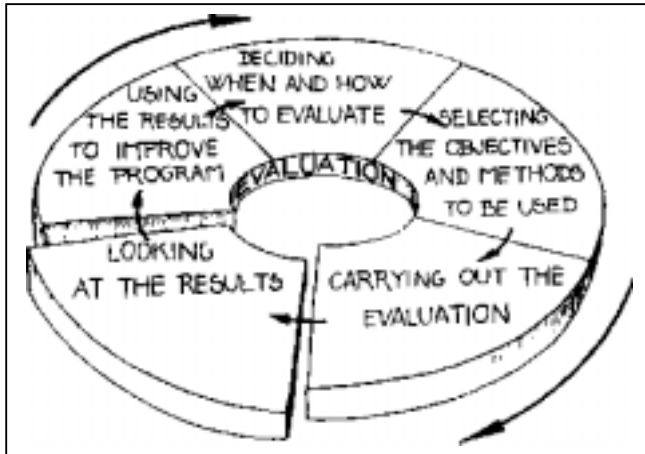 DECIDING
WHEN AND HOW
TO EVALUATE
SELECTING
THE OBJECTIVES
AND METHODS
TO BE USED
CARRYING OUT THE
EVALUATION
LOOKING
AT THE RESULTS
USING
THE RESULTS
TO IMPROVE
THE PROGRAM
EVALUATION